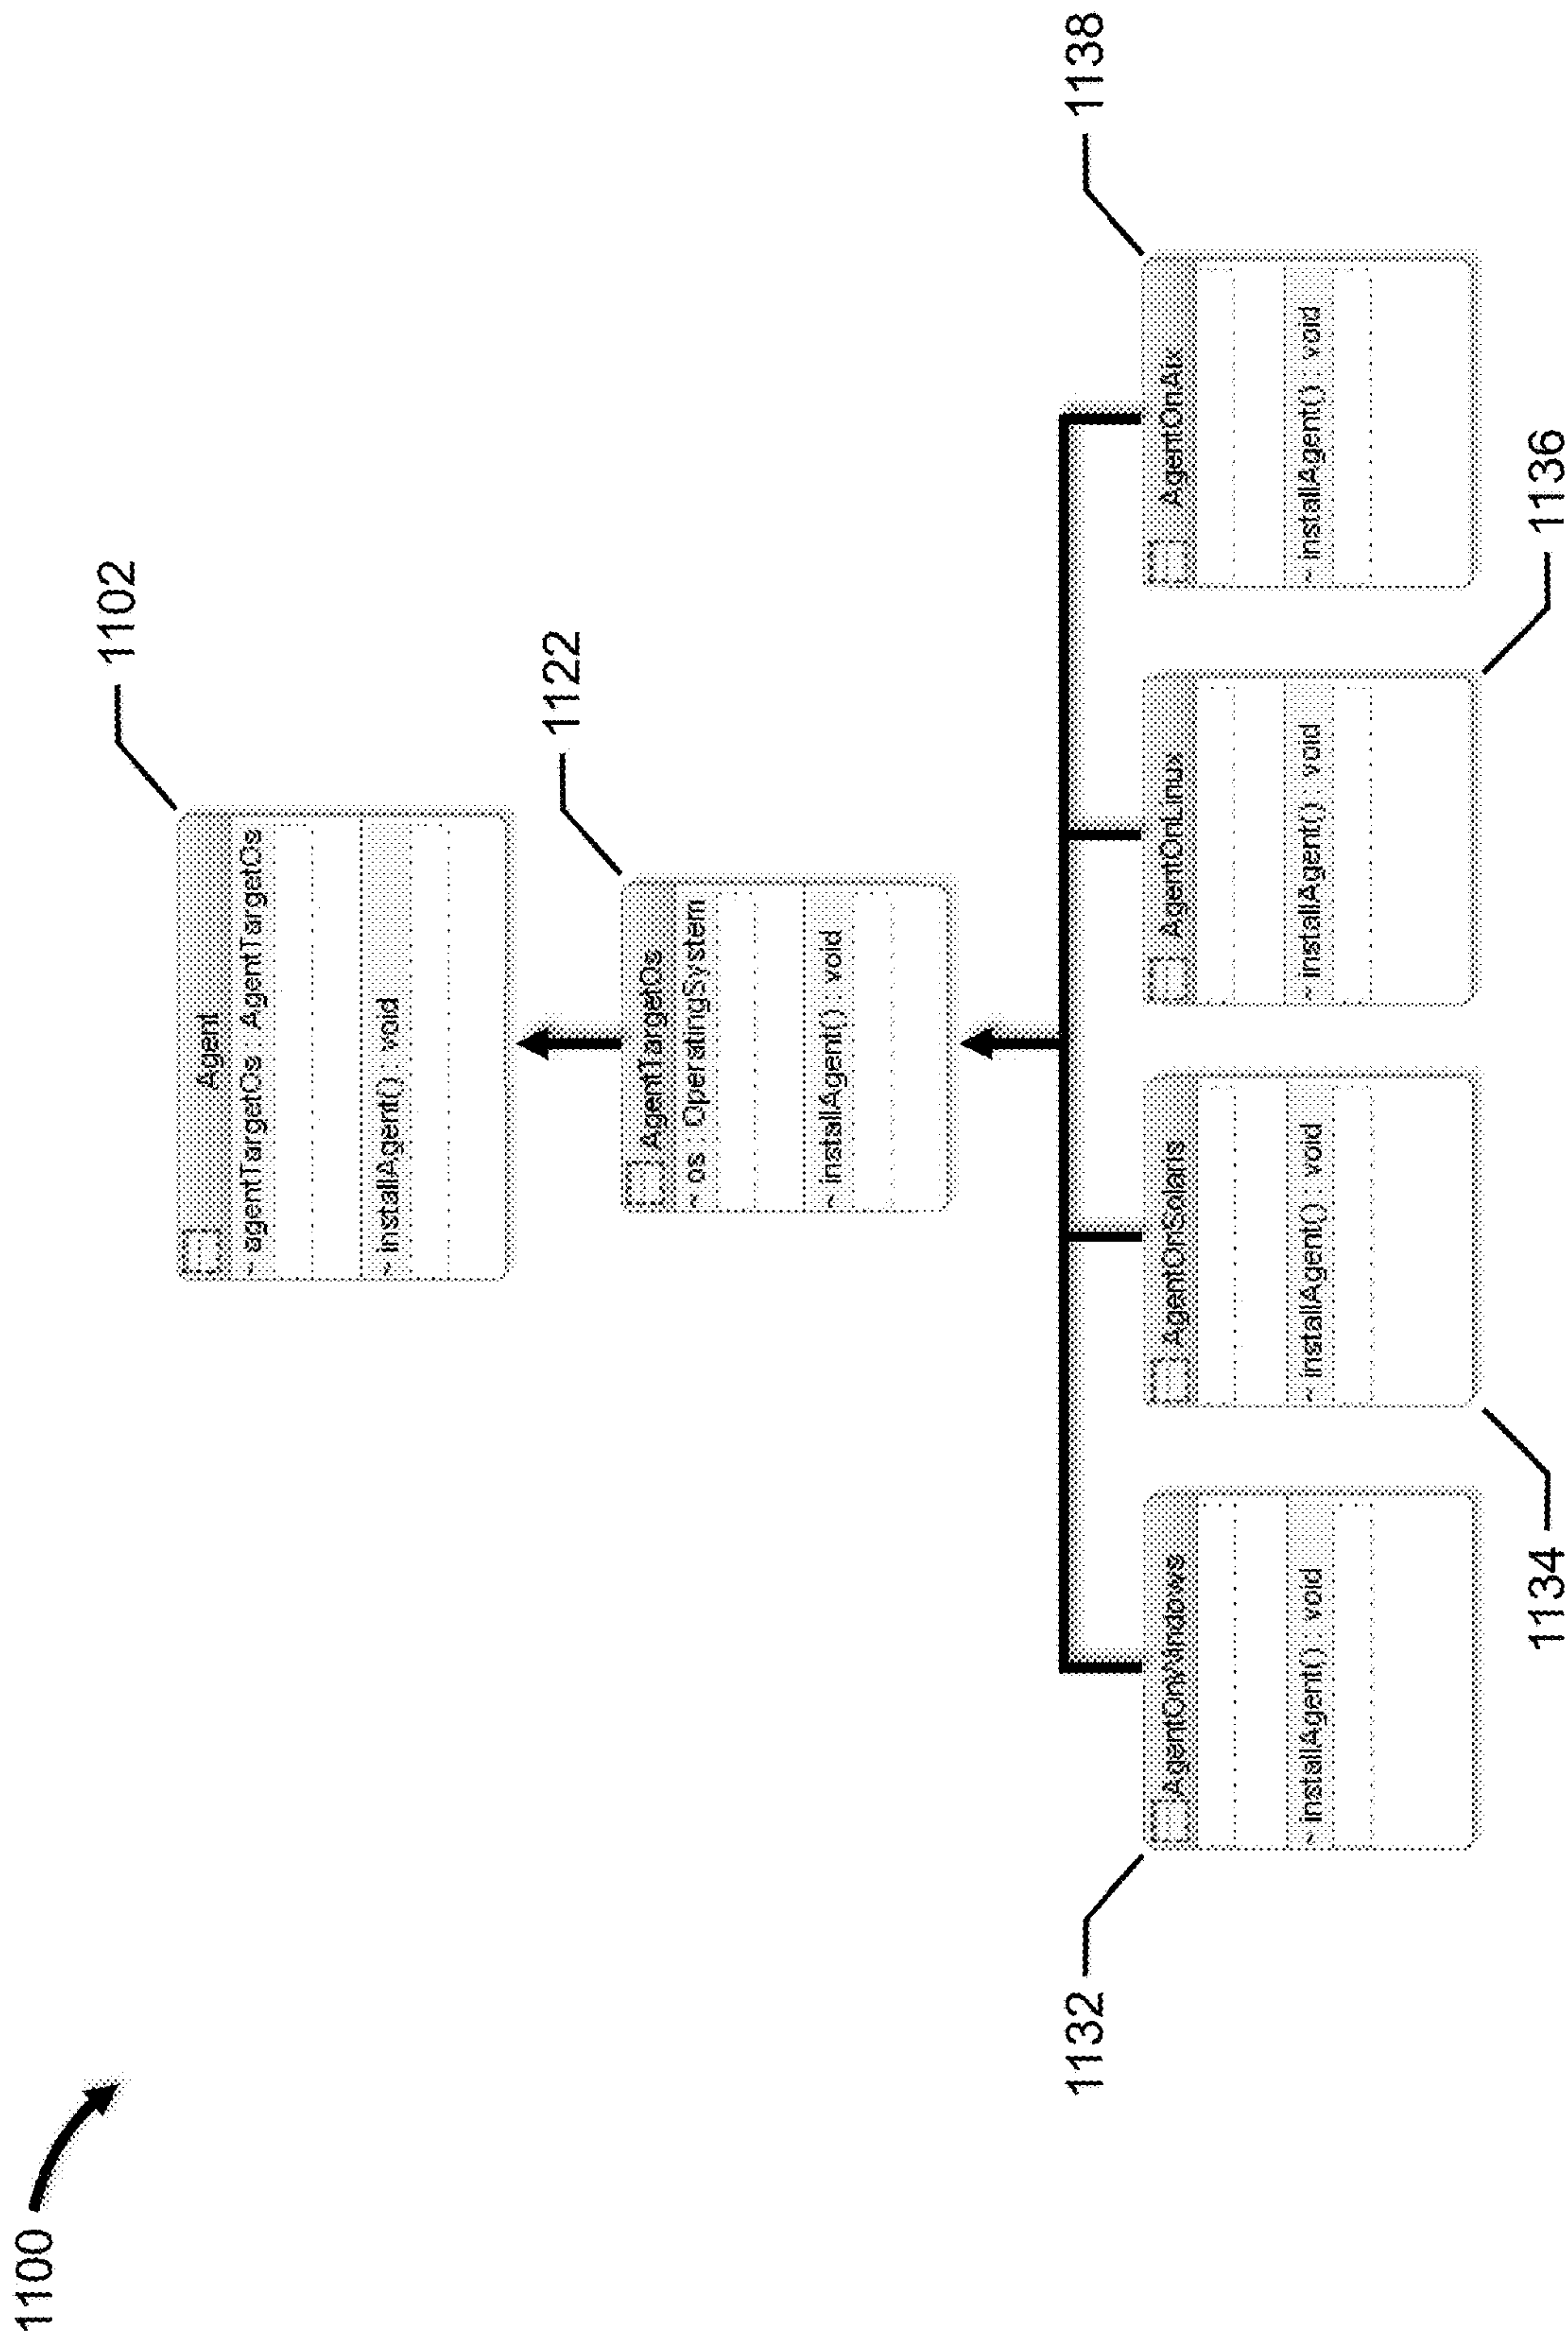 1100
1102
Agent
~ agentTargetOs : AgentTargetOs
~ installAgent() : void
1122
AgentTargetOs
~ os : OperatingSystem
~ installAgent() : void
1132
AgentOnWindows
~ installAgent() : void
1134
AgentOnSolaris
~ installAgent() : void
1136
AgentOnLinux
~ installAgent() : void
1138
AgentOnAix
~ installAgent() : void